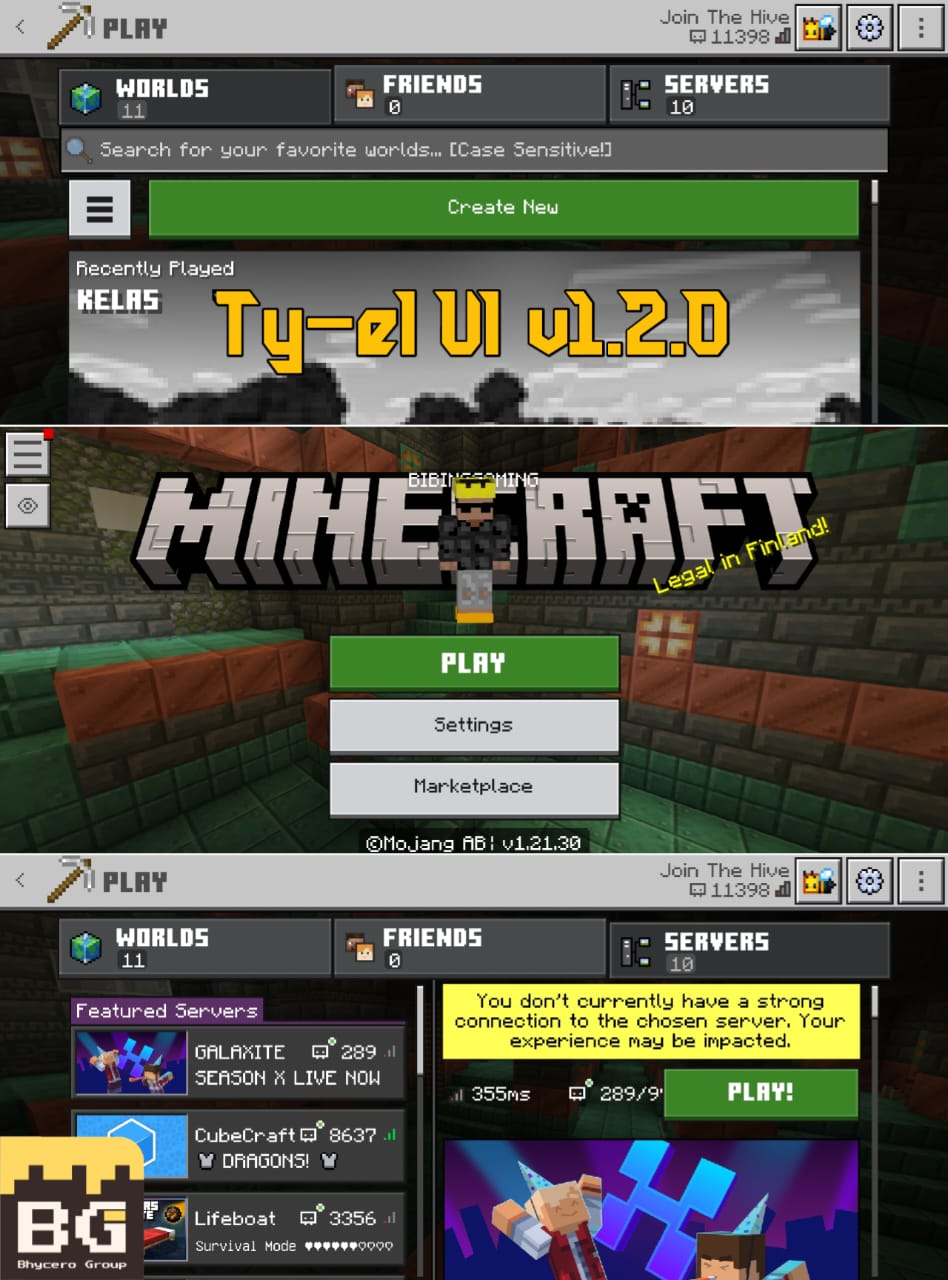 PLAY
Join The Hive
11398
WORLDS
11
FRIENDS
0
SERVERS
10
Search for your favorite worlds... [Case Sensitive!]
Create New
Recently Played
KELAS
Ty-el UI v1.2.0
MINECRAFT
Legal in Finland!
PLAY
Settings
Marketplace
©Mojang AB¦ v1.21.30
PLAY
Join The Hive
11398
WORLDS
11
FRIENDS
0
SERVERS
10
Featured Servers
GALAXITE 289
SEASON X LIVE NOW
CubeCraft 8637
DRAGONS!
Lifeboat 3356
Survival Mode ♥♥♥♥♥♥♡♡♡♡
You don't currently have a strong
connection to the chosen server. Your
experience may be impacted.
355ms
PLAY!
BG
Bhycero Group